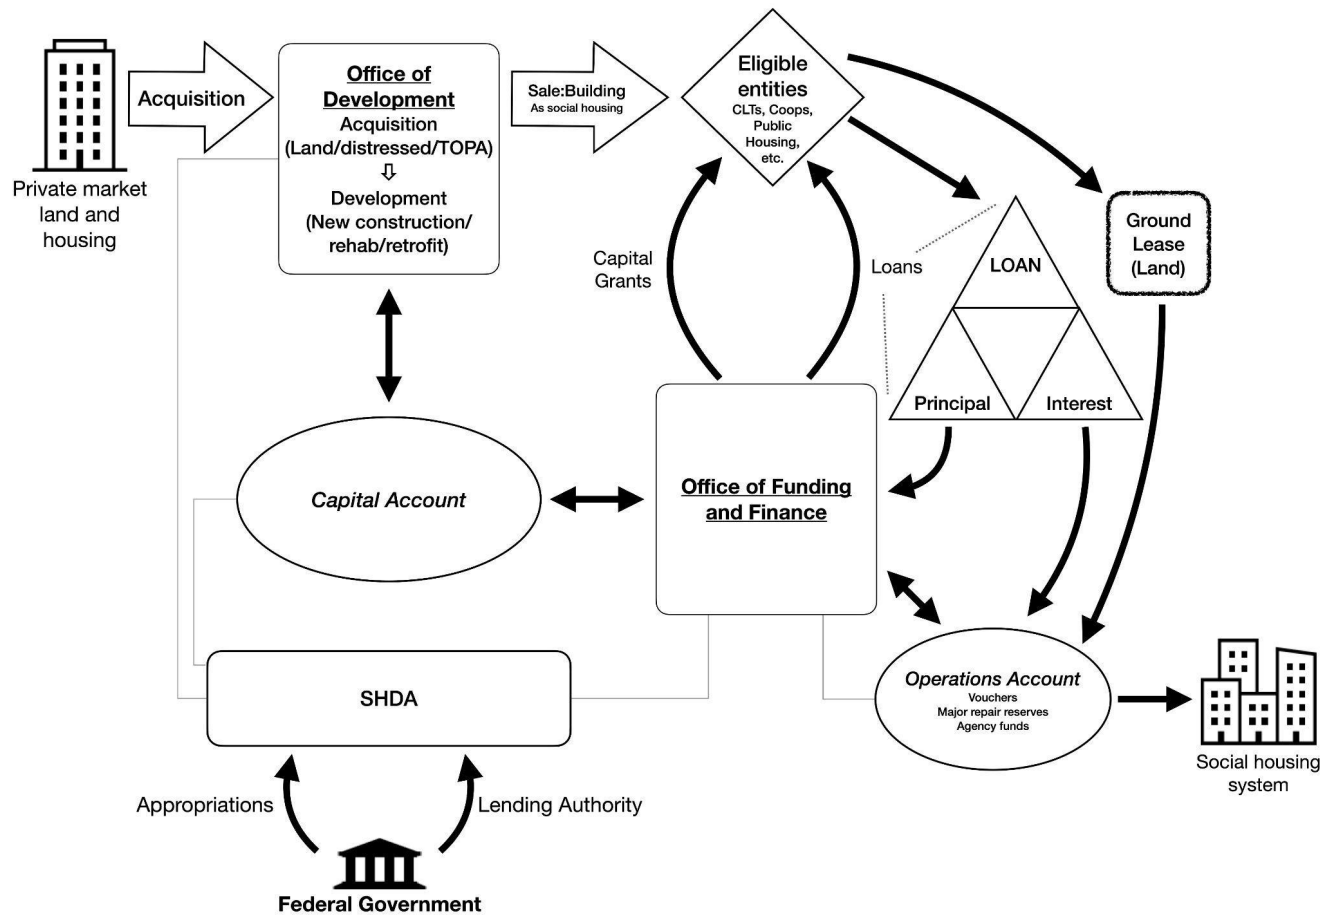 Private market
land and
housing
Acquisition
Office of
Development
Acquisition
(Land/distressed/TOPA)
Development
(New construction/
rehab/retrofit)
Sale:Building
As social housing
Eligible
entities
CLTs, Coops,
Public
Housing,
etc.
Capital
Grants
Loans
LOAN
Principal
Interest
Ground
Lease
(Land)
Capital Account
Office of Funding
and Finance
SHDA
Operations Account
Vouchers
Major repair reserves
Agency funds
Social housing
system
Appropriations
Lending Authority
Federal Government